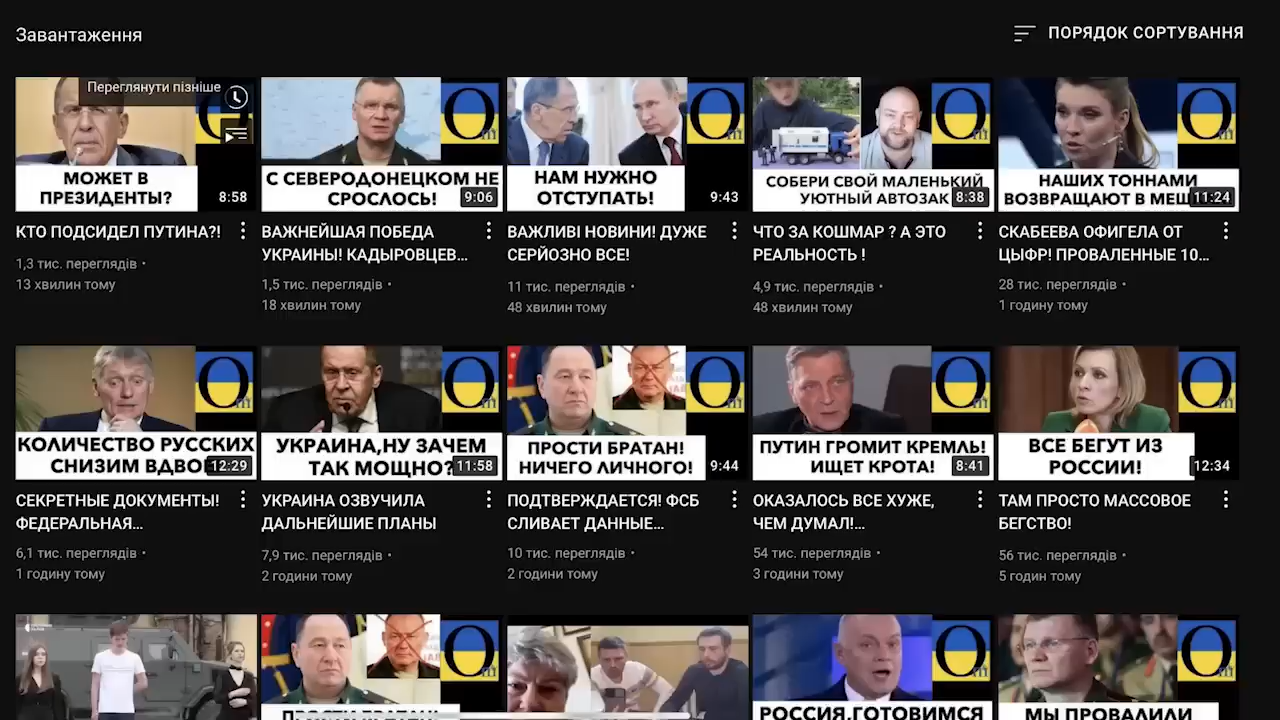 Завантаження
ПОРЯДОК СОРТУВАННЯ
Переглянути пізніше
МОЖЕТ В
ПРЕЗИДЕНТЫ?
8:58
КТО ПОДСИДЕЛ ПУТИНА?!
1,3 тис. переглядів •
13 хвилин тому
С СЕВЕРОДОНЕЦКОМ НЕ
СРОСЛОСЬ!
9:06
ВАЖНЕЙШАЯ ПОБЕДА
УКРАИНЫ! КАДЫРОВЦЕВ...
1,5 тис. переглядів •
18 хвилин тому
НАМ НУЖНО
ОТСТУПАТЬ!
9:43
ВАЖЛИВІ НОВИНИ! ДУЖЕ
СЕРЙОЗНО ВСЕ!
11 тис. переглядів •
48 хвилин тому
СОБЕРИ СВОЙ МАЛЕНЬКИЙ
УЮТНЫЙ АВТОЗАК
8:38
ЧТО ЗА КОШМАР ? А ЭТО
РЕАЛЬНОСТЬ !
4,9 тис. переглядів •
48 хвилин тому
НАШИХ ТОННАМИ
ВОЗВРАЩАЮТ В МЕШ
11:24
СКАБЕЕВА ОФИГЕЛА ОТ
ЦЫФР! ПРОВАЛЕННЫЕ 10...
28 тис. переглядів •
1 годину тому
КОЛИЧЕСТВО РУССКИХ
СНИЗИМ ВДВО
12:29
СЕКРЕТНЫЕ ДОКУМЕНТЫ!
ФЕДЕРАЛЬНАЯ...
6,1 тис. переглядів •
1 годину тому
УКРАИНА,НУ ЗАЧЕМ
ТАК МОЩНО?
11:58
УКРАИНА ОЗВУЧИЛА
ДАЛЬНЕЙШИЕ ПЛАНЫ
7,9 тис. переглядів •
2 години тому
ПРОСТИ БРАТАН!
НИЧЕГО ЛИЧНОГО!
9:44
ПОДТВЕРЖДАЕТСЯ! ФСБ
СЛИВАЕТ ДАННЫЕ...
10 тис. переглядів •
2 години тому
ПУТИН ГРОМИТ КРЕМЛЬ!
ИЩЕТ КРОТА!
8:41
ОКАЗАЛОСЬ ВСЕ ХУЖЕ,
ЧЕМ ДУМАЛ!...
54 тис. переглядів •
3 години тому
ВСЕ БЕГУТ ИЗ
РОССИИ!
12:34
ТАМ ПРОСТО МАССОВОЕ
БЕГСТВО!
56 тис. переглядів •
5 годин тому
ПРОСТИ БРАТАН!
РОССИЯ,ГОТОВИМСЯ
МЫ ПРОВАЛИЛИ